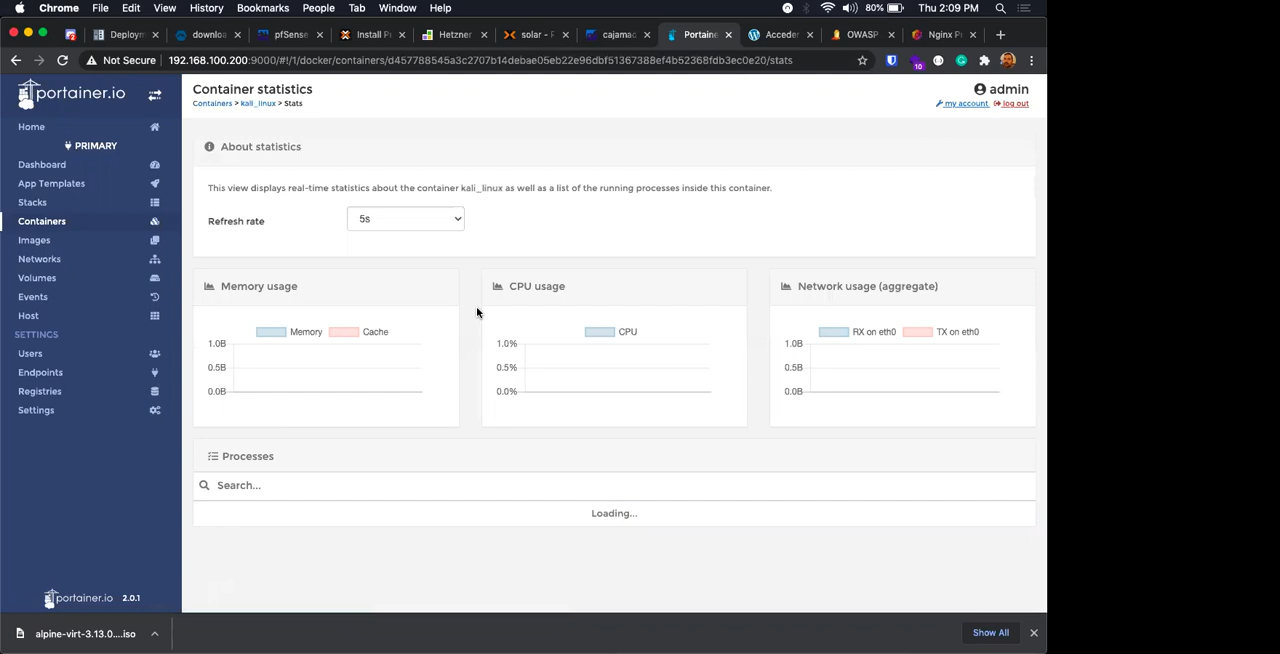 Chrome File Edit View History Bookmarks People Tab Window Help 80% Thu 2:09 PM
Deploym downloa pfSense Install P Hetzner solar - cajamac Portaine Acceder OWASP Nginx Pr
Not Secure 192.168.100.200:9000/#!/1/docker/containers/d457788545a3c2707b14debae05eb22e96dbf51367388ef4b52368fdb3ec0e20/stats 10
portainer.io
Container statistics
Containers > kali_linux > Stats
admin
my account log out
Home
PRIMARY
Dashboard
App Templates
Stacks
Containers
Images
Networks
Volumes
Events
Host
SETTINGS
Users
Endpoints
Registries
Settings
About statistics
This view displays real-time statistics about the container kali_linux as well as a list of the running processes inside this container.
Refresh rate 5s
Memory usage
Memory Cache
1.0B
0.5B
0.0B
CPU usage
CPU
1.0%
0.5%
0.0%
Network usage (aggregate)
RX on eth0 TX on eth0
1.0B
0.5B
0.0B
Processes
Search...
Loading...
portainer.io 2.0.1
alpine-virt-3.13.0....iso
Show All